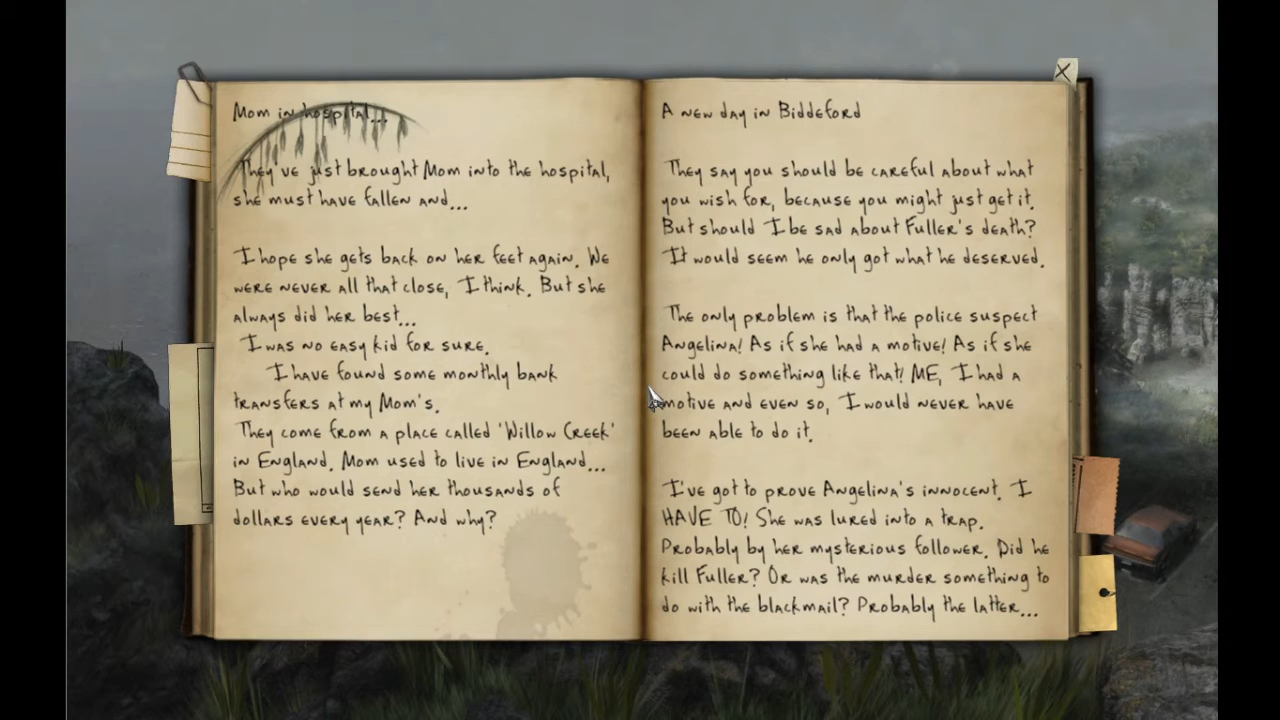 Mom in hospital...
They've just brought Mom into the hospital,
she must have fallen and...
I hope she gets back on her feet again. We
were never all that close, I think. But she
always did her best...
I was no easy kid for sure.
I have found some monthly bank
transfers at my Mom's.
They come from a place called 'Willow Creek'
in England. Mom used to live in England...
But who would send her thousands of
dollars every year? And why?
A new day in Biddeford
They say you should be careful about what
you wish for, because you might just get it.
But should I be sad about Fuller's death?
It would seem he only got what he deserved.
The only problem is that the police suspect
Angelina! As if she had a motive! As if she
could do something like that! ME, I had a
motive and even so, I would never have
been able to do it.
I've got to prove Angelina's innocent. I
HAVE TO! She was lured into a trap.
Probably by her mysterious follower. Did he
kill Fuller? Or was the murder something to
do with the blackmail? Probably the latter...